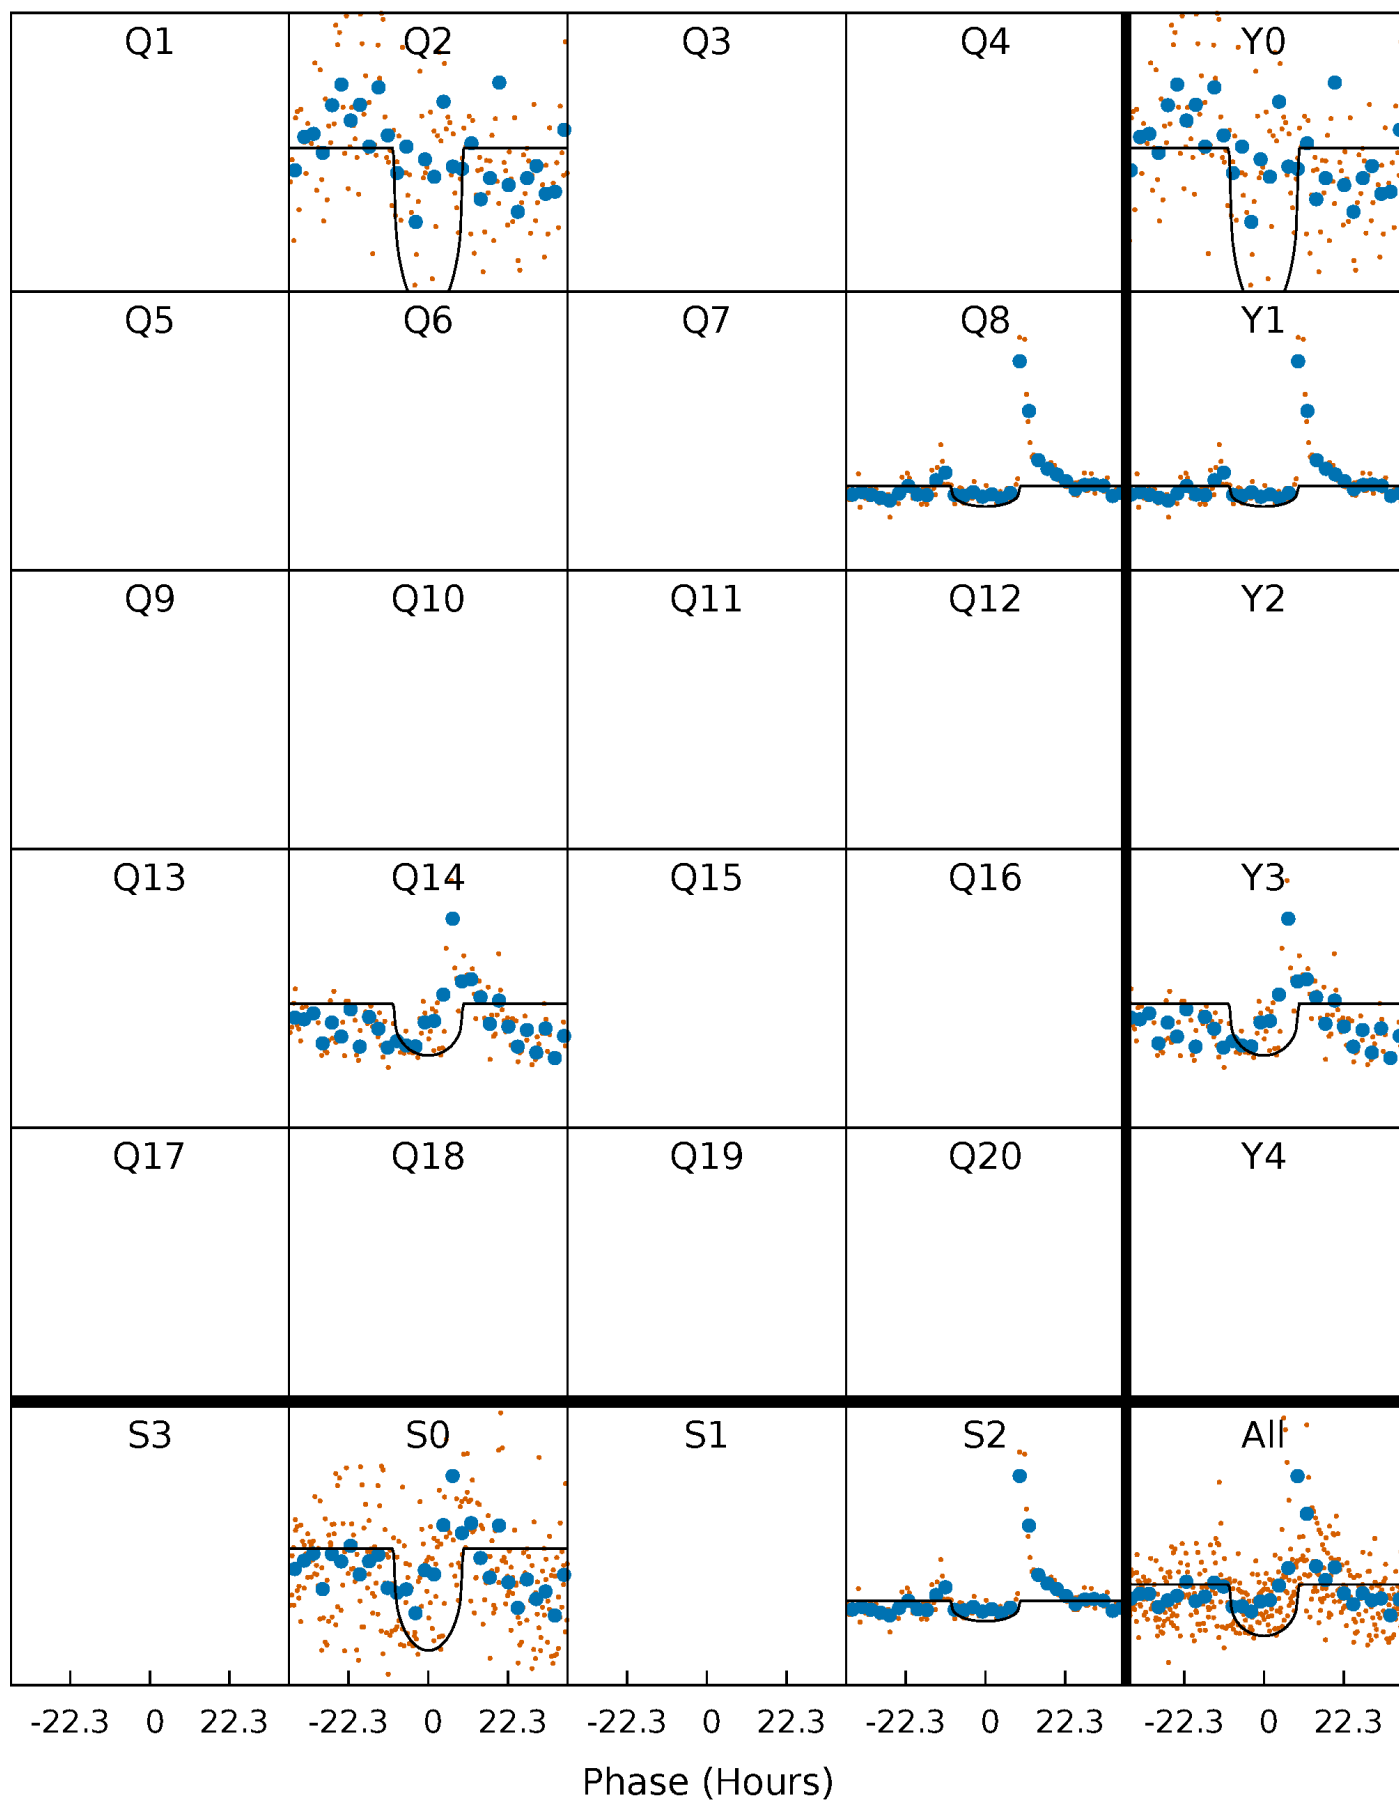 Q1 Q2 Q3 Q4 Y0
Q5 Q6 Q7 Q8 Y1
Q9 Q10 Q11 Q12 Y2
Q13 Q14 Q15 Q16 Y3
Q17 Q18 Q19 Q20 Y4
S3 S0 S1 S2 All
-22.3 0 22.3 -22.3 0 22.3 -22.3 0 22.3 -22.3 0 22.3 -22.3 0 22.3
Phase (Hours)